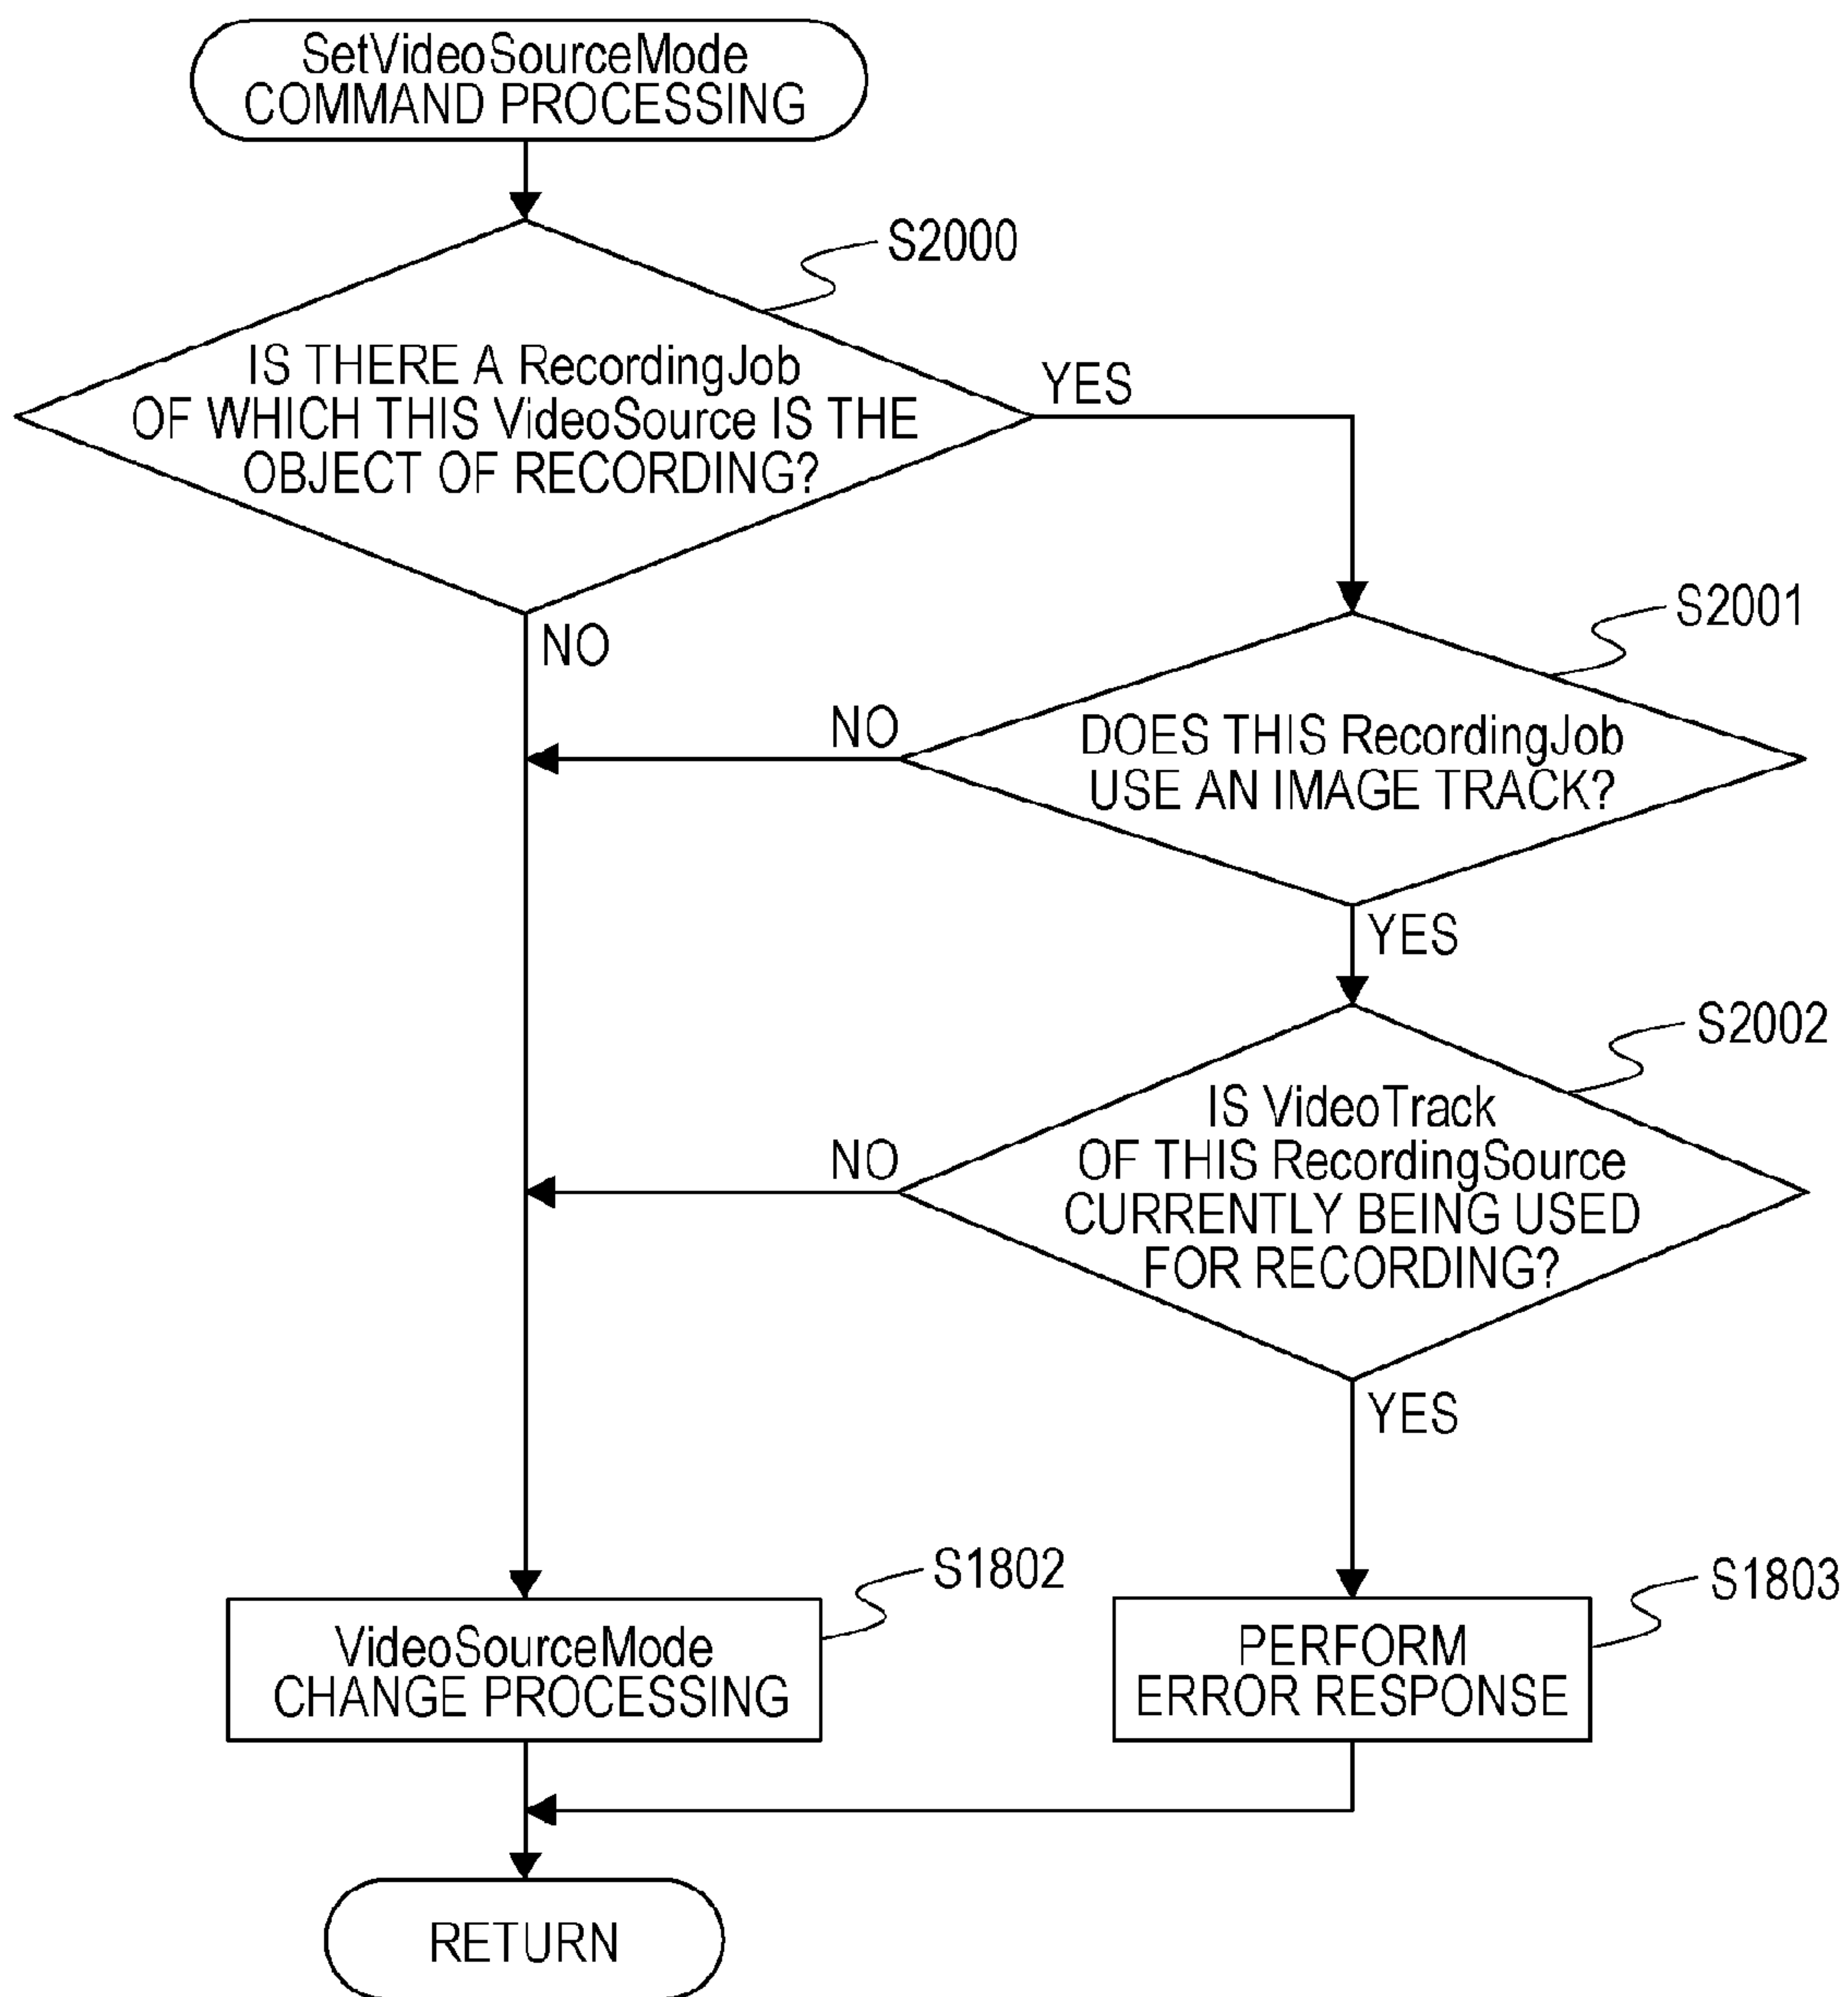 SetVideoSourceMode
COMMAND PROCESSING
S2000
IS THERE A RecordingJob
OF WHICH THIS VideoSource IS THE
OBJECT OF RECORDING?
YES
NO
S2001
NO
DOES THIS RecordingJob
USE AN IMAGE TRACK?
YES
S2002
IS VideoTrack
OF THIS RecordingSource
CURRENTLY BEING USED
FOR RECORDING?
NO
YES
S1802
VideoSourceMode
CHANGE PROCESSING
S1803
PERFORM
ERROR RESPONSE
RETURN